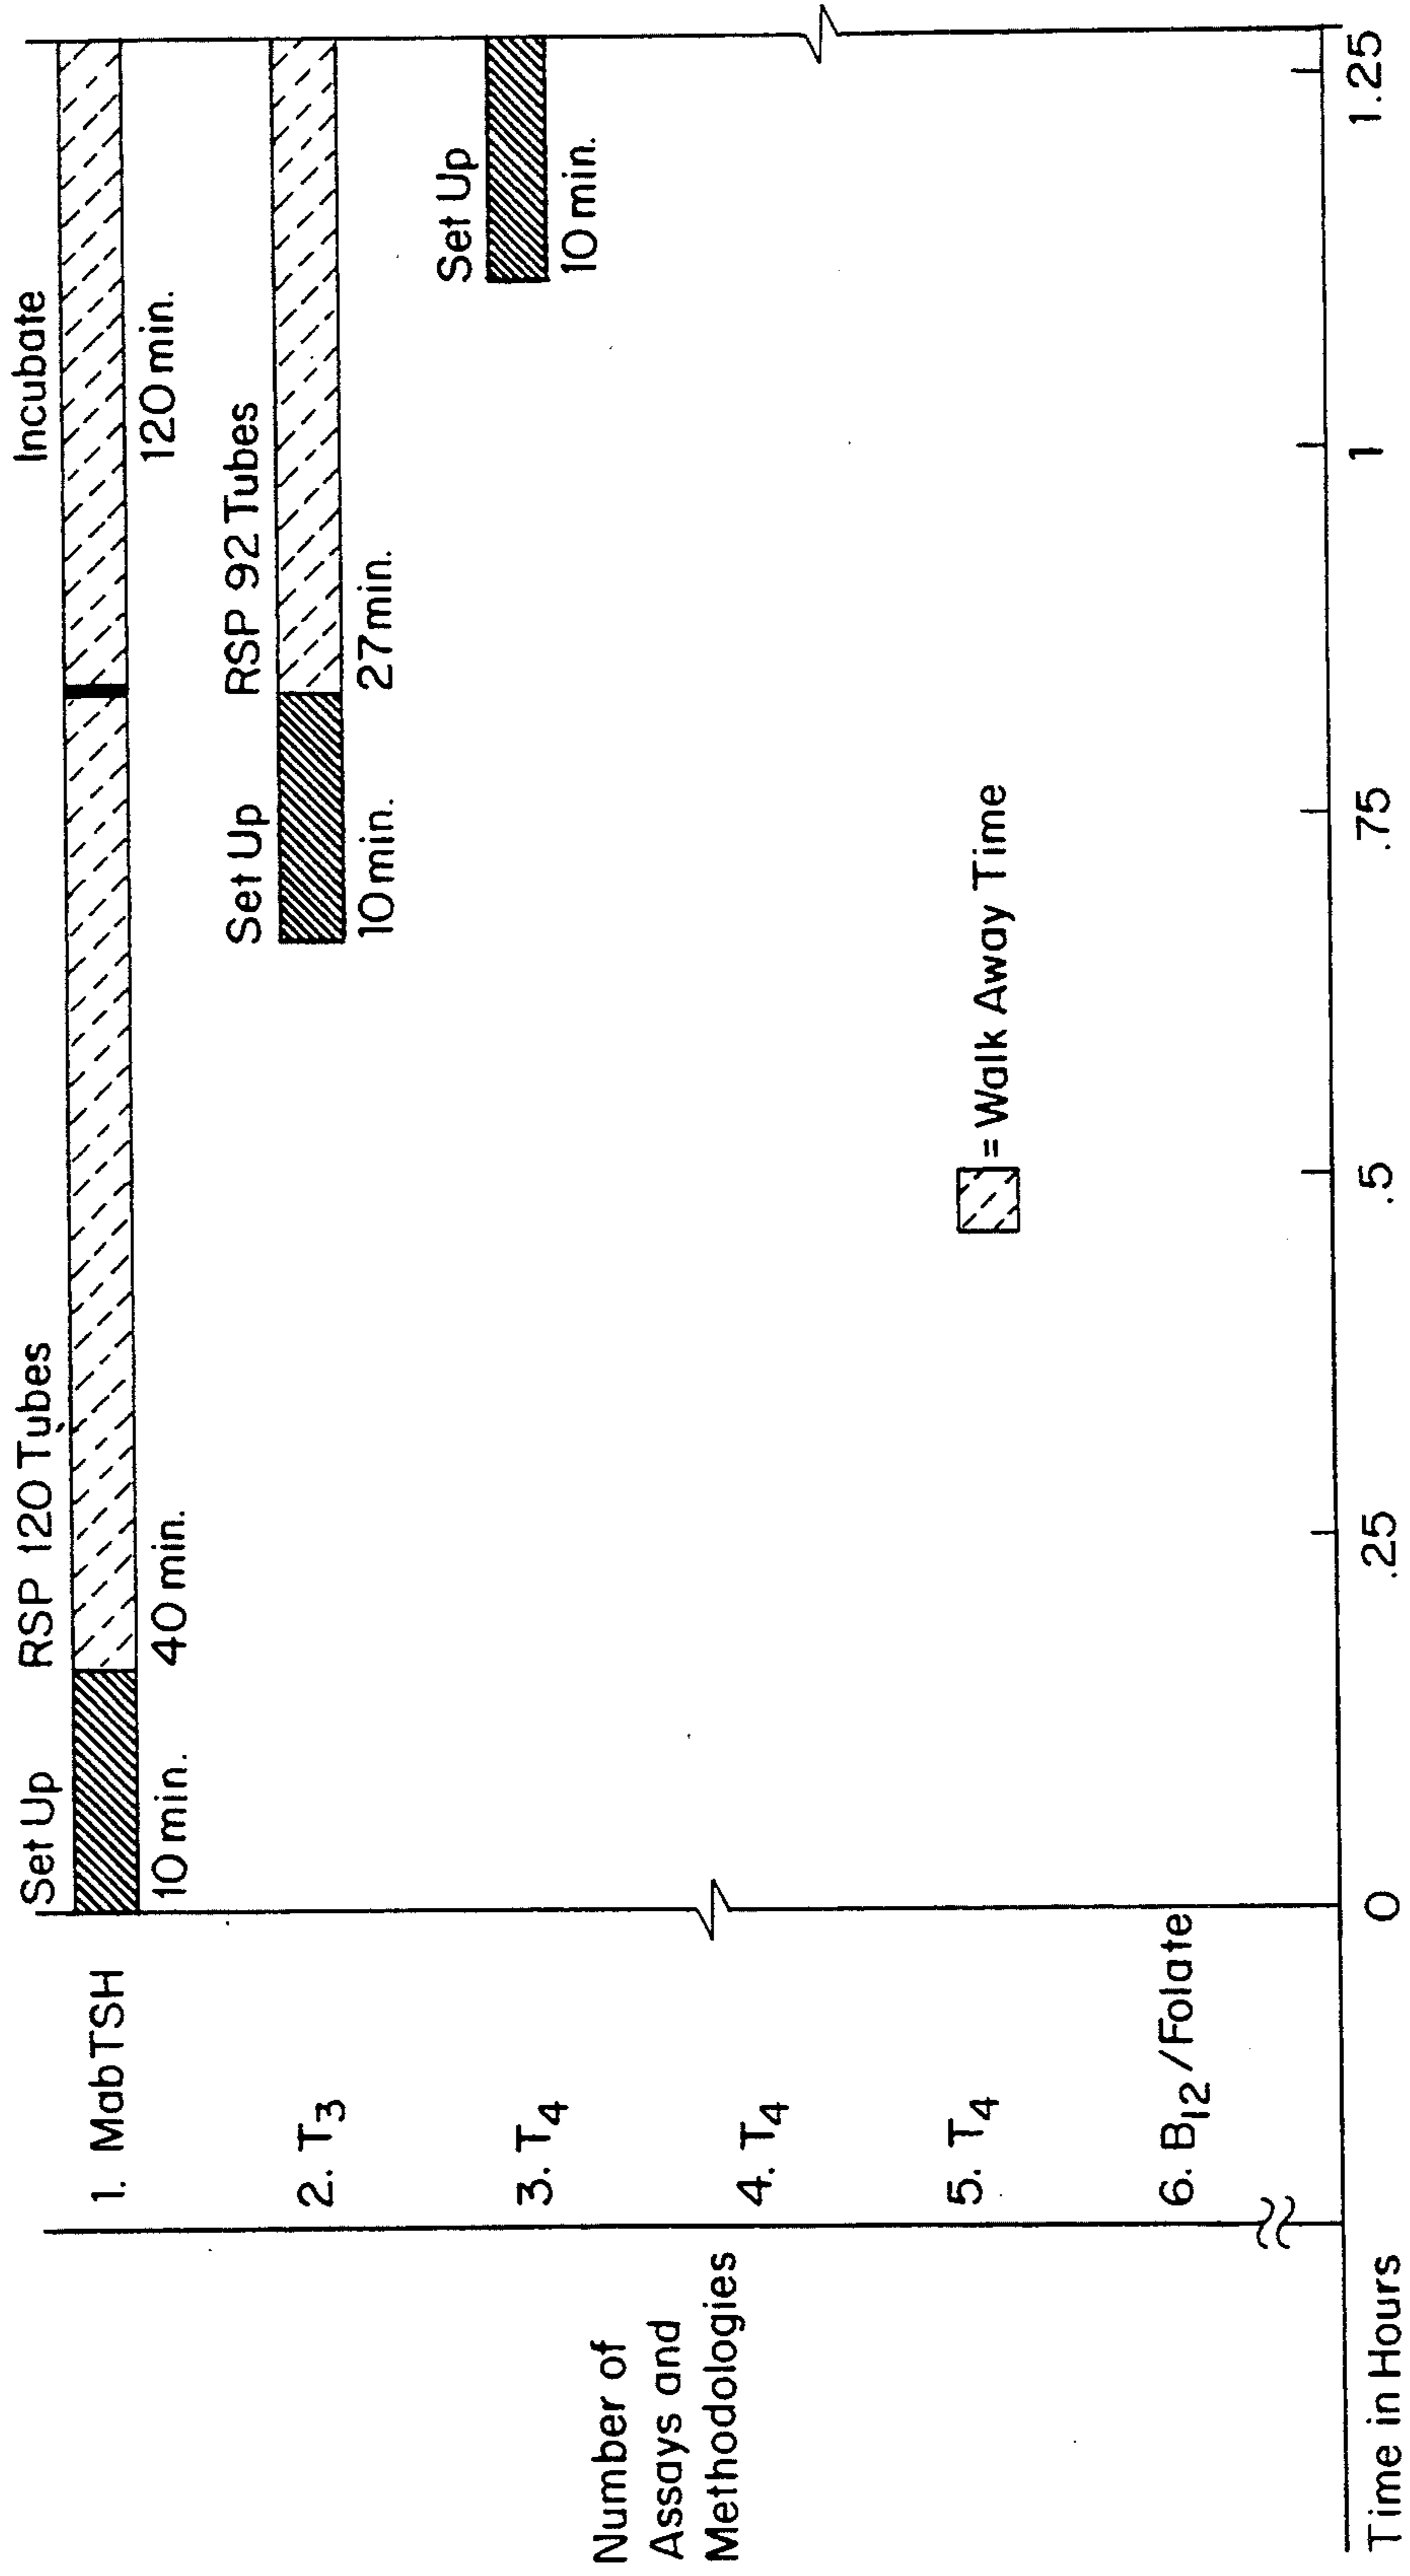 Set Up RSP 120 Tubes Incubate
1. MabTSH
10 min. 40 min. 120 min.
Set Up RSP 92 Tubes
2. T3
10 min. 27 min.
Set Up
3. T4
10 min.
Number of
Assays and
Methodologies
4. T4
5. T4
= Walk Away Time
6. B12/Folate
0 .25 .5 .75 1 1.25
Time in Hours